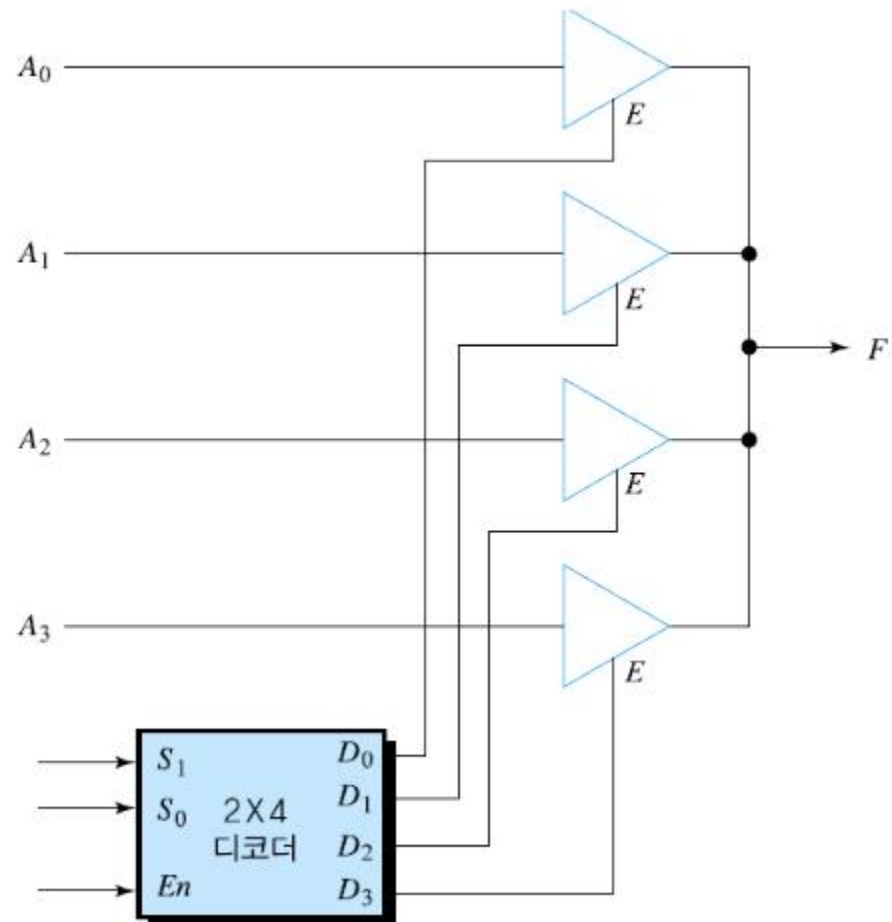 A₀
E
A₁
E
F
A₂
E
A₃
E
S₁ D₀
S₀ 2X4 D₁
디코더 D₂
En D₃